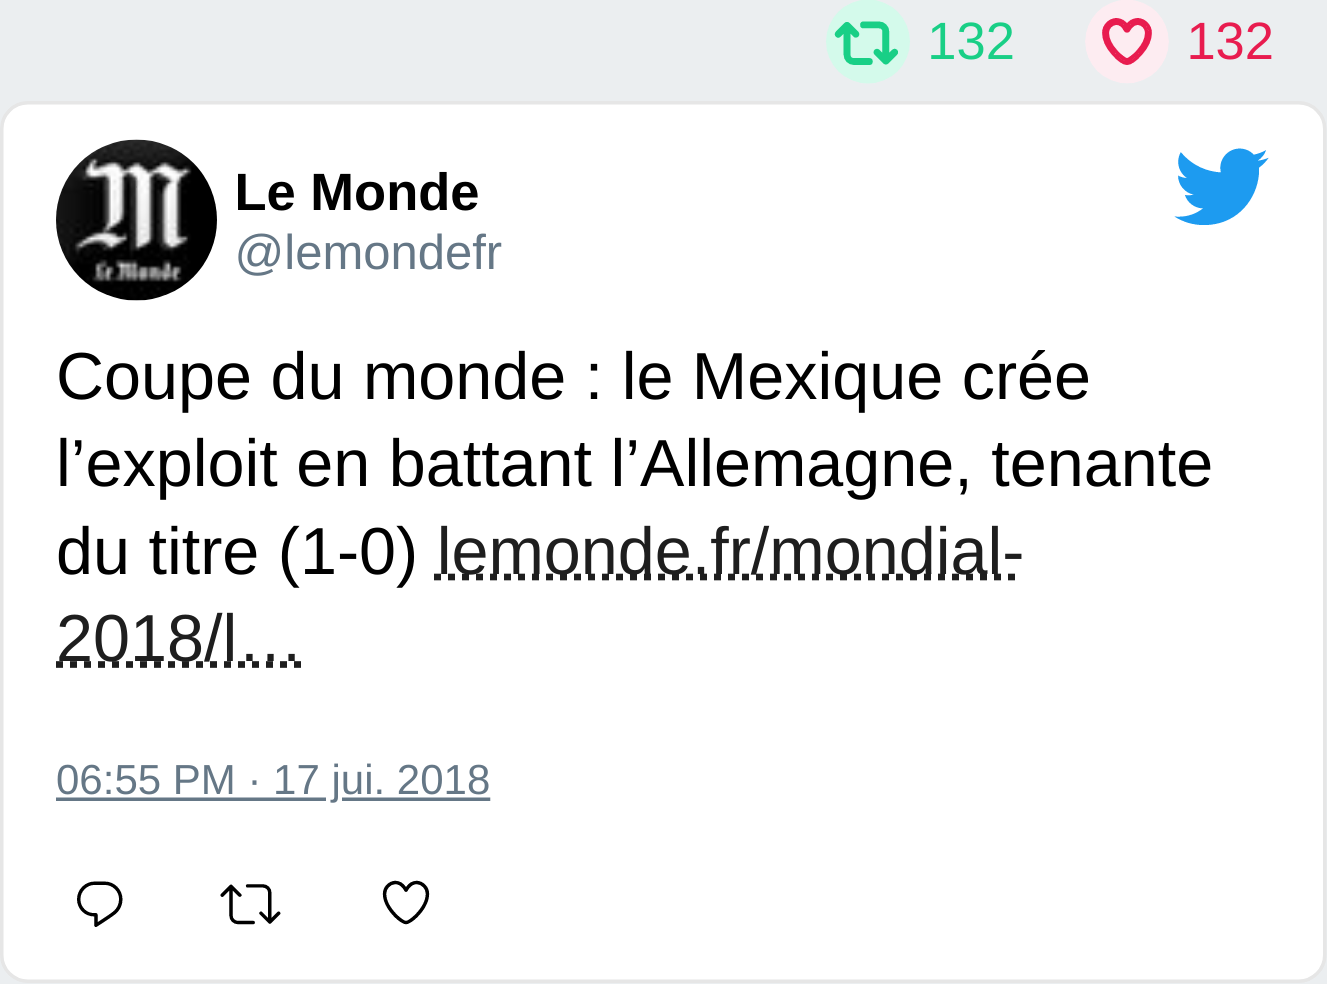 132 132
Le Monde
Le Monde
@lemondefr
Coupe du monde : le Mexique crée
l’exploit en battant l’Allemagne, tenante
du titre (1-0) lemonde.fr/mondial-
2018/l…
06:55 PM · 17 jui. 2018